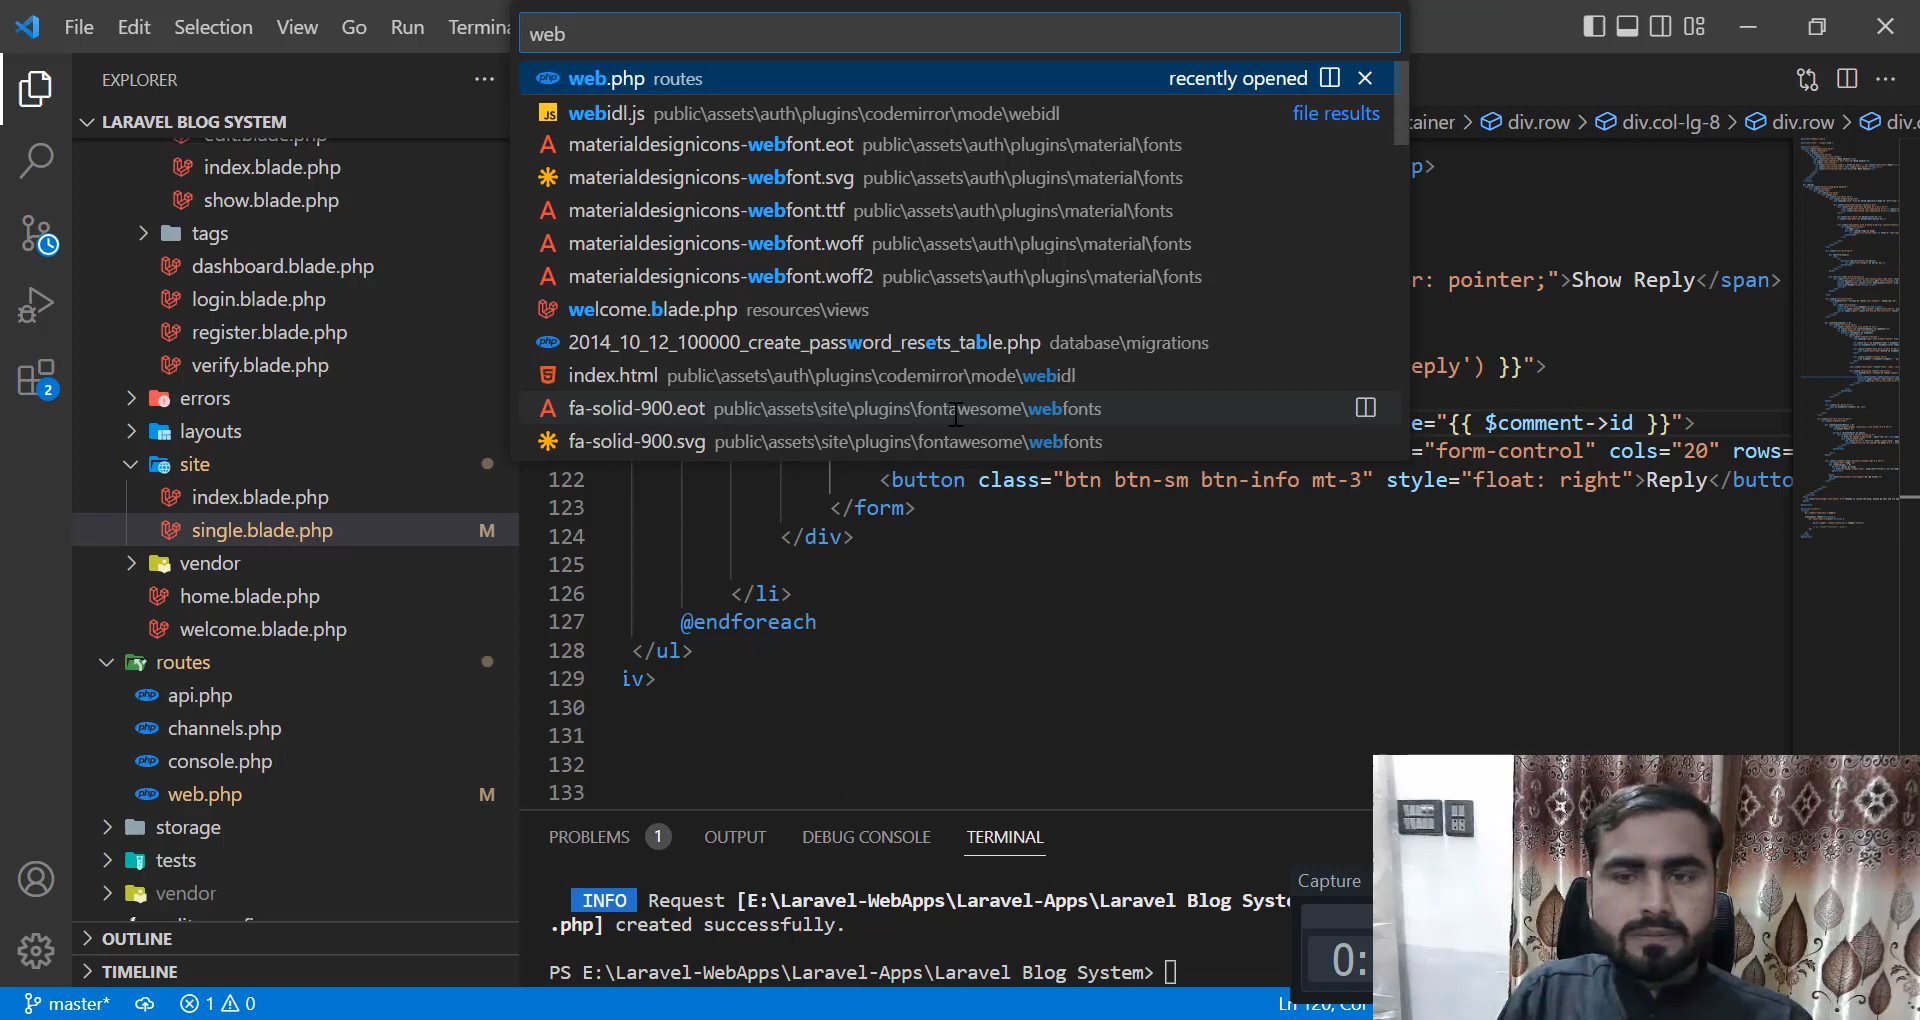 File Edit Selection View Go Run Termina
web
EXPLORER
LARAVEL BLOG SYSTEM
edit.blade.php
index.blade.php
show.blade.php
tags
dashboard.blade.php
login.blade.php
register.blade.php
verify.blade.php
errors
layouts
site
index.blade.php
single.blade.php M
vendor
home.blade.php
welcome.blade.php
routes
api.php
channels.php
console.php
web.php M
storage
tests
vendor
OUTLINE
TIMELINE
2
web.php routes recently opened
webidl.js public\assets\auth\plugins\codemirror\mode\webidl file results
materialdesignicons-webfont.eot public\assets\auth\plugins\material\fonts
materialdesignicons-webfont.svg public\assets\auth\plugins\material\fonts
materialdesignicons-webfont.ttf public\assets\auth\plugins\material\fonts
materialdesignicons-webfont.woff public\assets\auth\plugins\material\fonts
materialdesignicons-webfont.woff2 public\assets\auth\plugins\material\fonts
welcome.blade.php resources\views
2014_10_12_100000_create_password_resets_table.php database\migrations
index.html public\assets\auth\plugins\codemirror\mode\webidl
fa-solid-900.eot public\assets\site\plugins\fontawesome\webfonts
fa-solid-900.svg public\assets\site\plugins\fontawesome\webfonts
tainer > div.row > div.col-lg-8 > div.row > div.c
p>
r: pointer;">Show Reply</span>
eply') }}">
e="{{ $comment->id }}">
="form-control" cols="20" rows=
122 <button class="btn btn-sm btn-info mt-3" style="float: right">Reply</butto
123 </form>
124 </div>
125
126 </li>
127 @endforeach
128 </ul>
129 iv>
130
131
132
133
PROBLEMS 1 OUTPUT DEBUG CONSOLE TERMINAL
INFO Request [E:\Laravel-WebApps\Laravel-Apps\Laravel Blog Syste
.php] created successfully.
PS E:\Laravel-WebApps\Laravel-Apps\Laravel Blog System>
Capture
0:
master* 1 0
Ln 120, Col